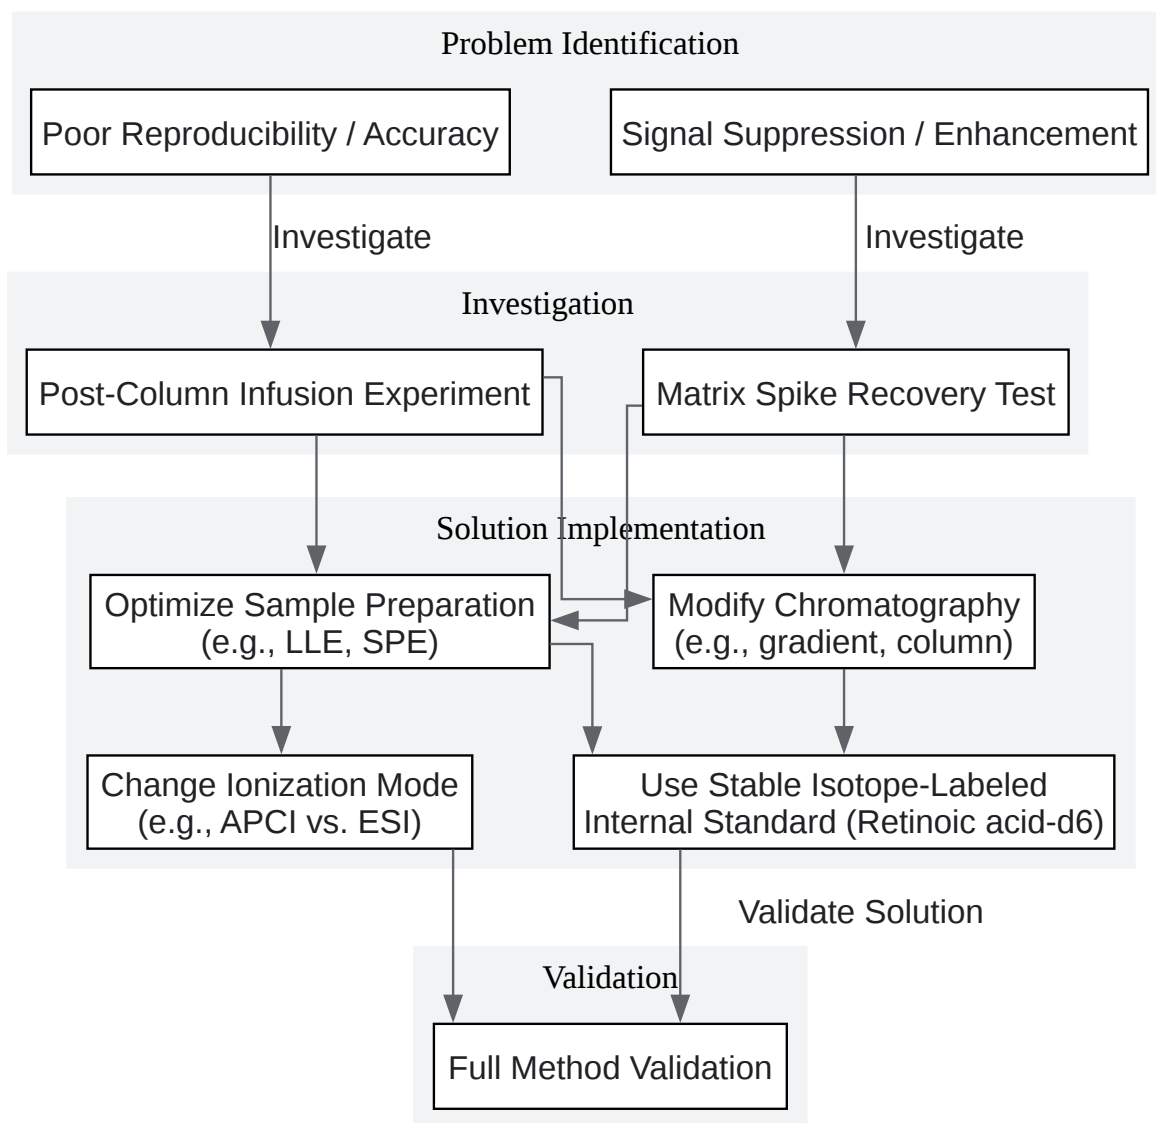 Problem Identification
Poor Reproducibility / Accuracy
Signal Suppression / Enhancement
Investigate
Investigate
Investigation
Post-Column Infusion Experiment
Matrix Spike Recovery Test
Solution Implementation
Optimize Sample Preparation
(e.g., LLE, SPE)
Modify Chromatography
(e.g., gradient, column)
Change Ionization Mode
(e.g., APCI vs. ESI)
Use Stable Isotope-Labeled
Internal Standard (Retinoic acid-d6)
Validate Solution
Validation
Full Method Validation